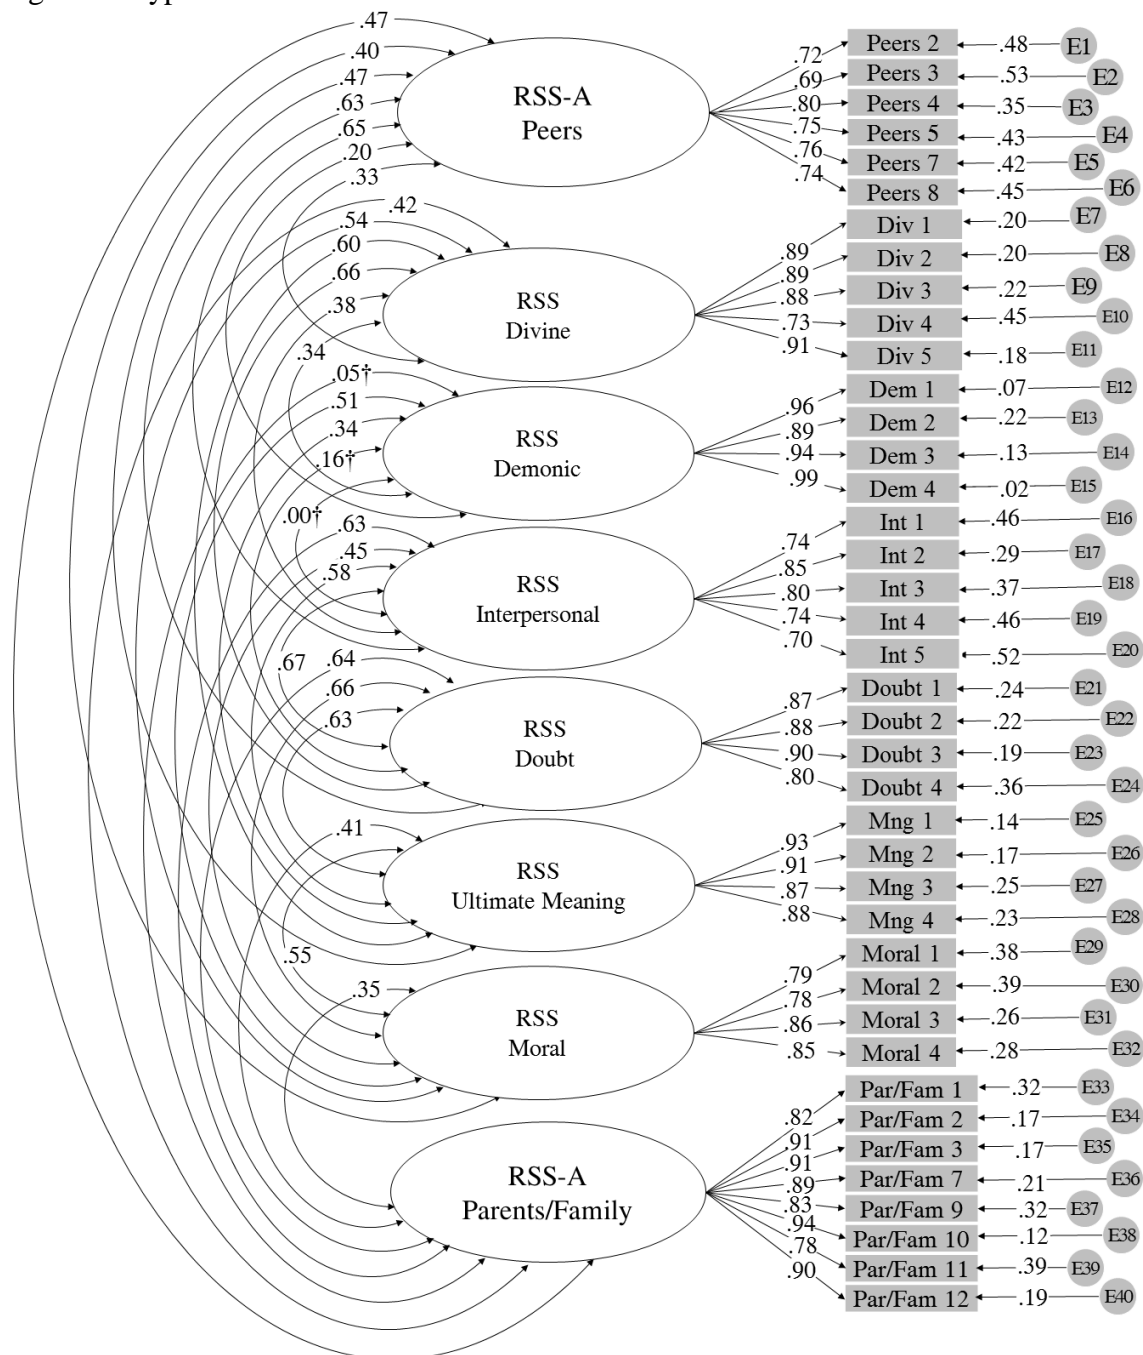 .47
.40
.47
.63
.65
.20
.33
RSS-A
Peers
.72
.69
.80
.75
.76
.74
Peers 2 .48 E1
Peers 3 .53 E2
Peers 4 .35 E3
Peers 5 .43 E4
Peers 7 .42 E5
Peers 8 .45 E6
.42
.54
.60
.66
.38
.34
RSS
Divine
.89
.89
.88
.73
.91
Div 1 .20 E7
Div 2 .20 E8
Div 3 .22 E9
Div 4 .45 E10
Div 5 .18 E11
.05†
.51
.34
.16†
.00†
RSS
Demonic
.96
.89
.94
.99
Dem 1 .07 E12
Dem 2 .22 E13
Dem 3 .13 E14
Dem 4 .02 E15
.63
.45
.58
.67
RSS
Interpersonal
.74
.85
.80
.74
.70
Int 1 .46 E16
Int 2 .29 E17
Int 3 .37 E18
Int 4 .46 E19
Int 5 .52 E20
.64
.66
.63
RSS
Doubt
.87
.88
.90
.80
Doubt 1 .24 E21
Doubt 2 .22 E22
Doubt 3 .19 E23
Doubt 4 .36 E24
.41
.55
RSS
Ultimate Meaning
.93
.91
.87
.88
Mng 1 .14 E25
Mng 2 .17 E26
Mng 3 .25 E27
Mng 4 .23 E28
.35
RSS
Moral
.79
.78
.86
.85
Moral 1 .38 E29
Moral 2 .39 E30
Moral 3 .26 E31
Moral 4 .28 E32
RSS-A
Parents/Family
.82
.91
.91
.89
.83
.94
.78
.90
Par/Fam 1 .32 E33
Par/Fam 2 .17 E34
Par/Fam 3 .17 E35
Par/Fam 7 .21 E36
Par/Fam 9 .32 E37
Par/Fam 10 .12 E38
Par/Fam 11 .39 E39
Par/Fam 12 .19 E40